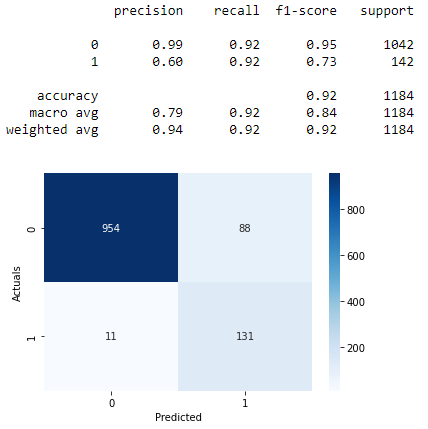 precision recall f1-score support
0 0.99 0.92 0.95 1042
1 0.60 0.92 0.73 142
accuracy 0.92 1184
macro avg 0.79 0.92 0.84 1184
weighted avg 0.94 0.92 0.92 1184
Actuals
0
1
954 88
11 131
0 1
Predicted
800
600
400
200